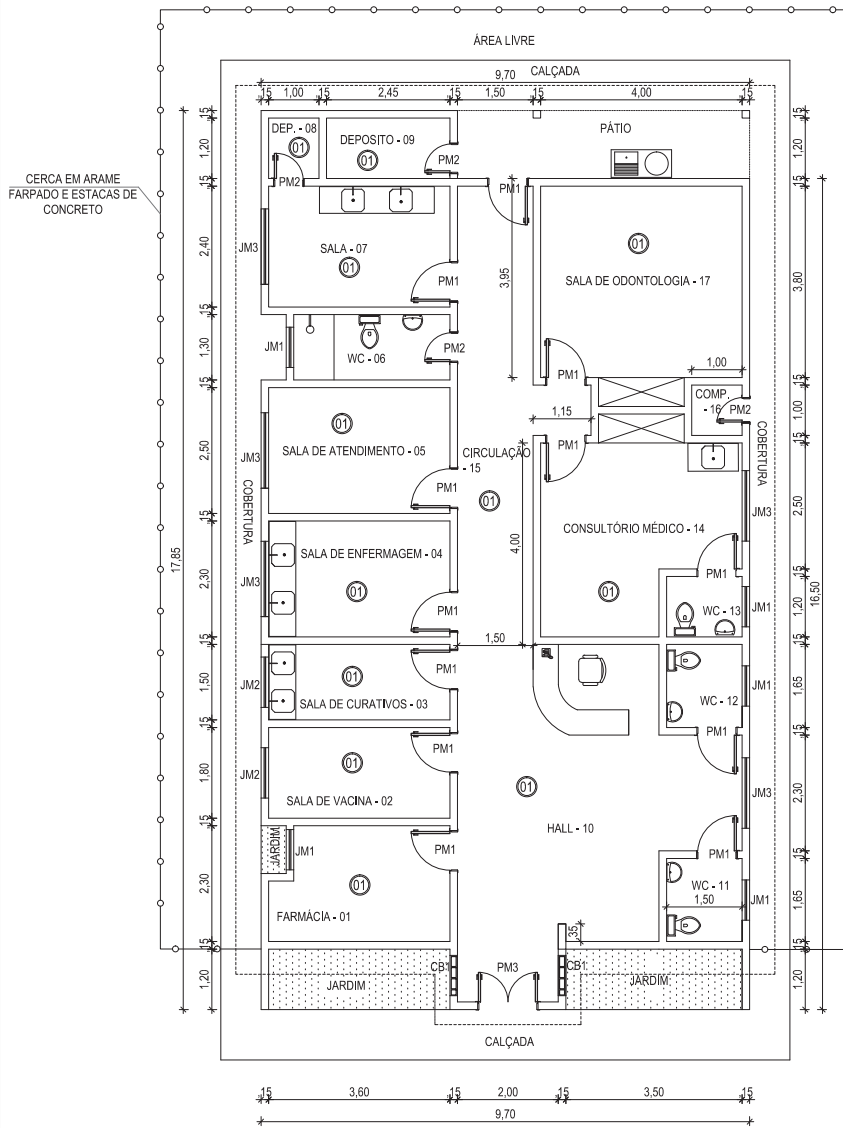 ÁREA LIVRE
CALÇADA
9,70
15 1,00 15 2,45 15 1,50 15 4,00 15
CERCA EM ARAME
FARPADO E ESTACAS DE
CONCRETO
DEP. - 08
01
DEPOSITO - 09
01
PÁTIO
PM2
PM2
PM1
JM3
SALA - 07
01
PM1
3,95
01
SALA DE ODONTOLOGIA - 17
JM1
WC - 06
PM2
PM1
1,00
COMP.
- 16
PM2
1,15
01
SALA DE ATENDIMENTO - 05
JM3
PM1
COBERTURA
CIRCULAÇÃO
- 15
01
PM1
COBERTURA
CONSULTÓRIO MÉDICO - 14
01
JM3
PM1
4,00
SALA DE ENFERMAGEM - 04
01
JM3
PM1
WC - 13
JM1
1,50
01
SALA DE CURATIVOS - 03
JM2
PM1
WC - 12
JM1
PM1
01
SALA DE VACINA - 02
JM2
PM1
01
HALL - 10
JM3
PM1
JARDIM
JM1
01
FARMÁCIA - 01
PM1
WC - 11
1,50
JM1
,35
CB1
PM3
CB1
JARDIM
JARDIM
CALÇADA
15
1,20
15
2,40
15
1,30
15
2,50
15
2,30
15
1,50
15
1,80
15
2,30
15
1,20
17,85
15
1,20
15
3,80
15
1,00
15
2,50
15
1,20
15
1,65
15
2,30
15
1,65
15
1,20
16,50
15 3,60 15 2,00 15 3,50 15
9,70